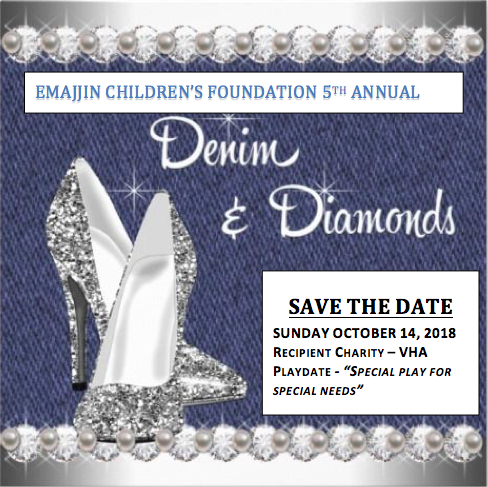 EMAJJIN CHILDREN'S FOUNDATION 5TH ANNUAL
Denim
& Diamonds
SAVE THE DATE
SUNDAY OCTOBER 14, 2018
RECIPIENT CHARITY – VHA
PLAYDATE - "SPECIAL PLAY FOR
SPECIAL NEEDS"